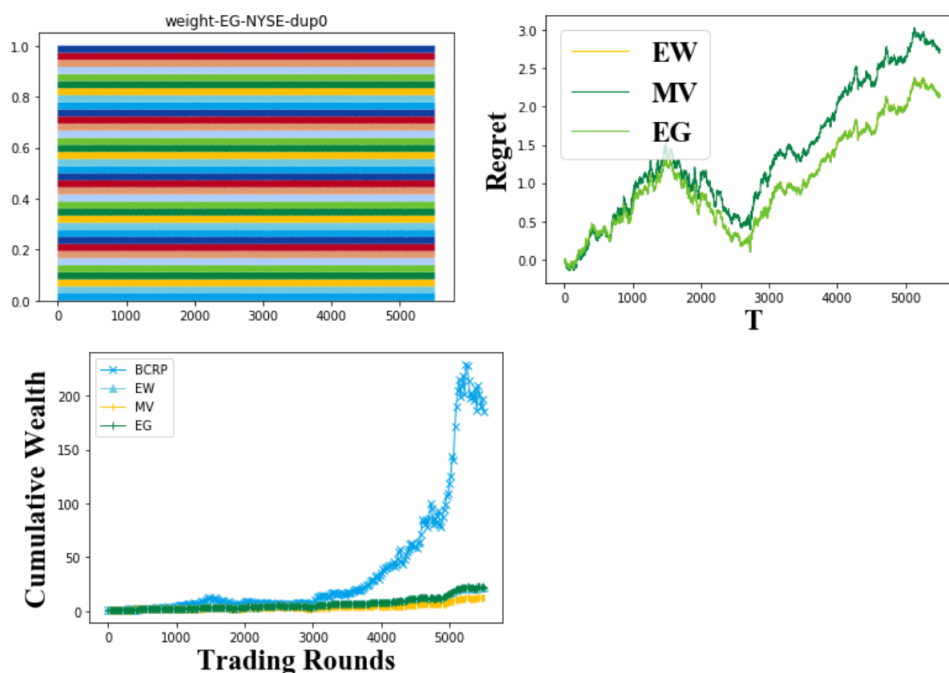 weight-EG-NYSE-dup0
1.0
0.8
0.6
0.4
0.2
0.0
0 1000 2000 3000 4000 5000
Regret
3.0
2.5
2.0
1.5
1.0
0.5
0.0
EW
MV
EG
0 1000 2000 3000 4000 5000
T
Cumulative Wealth
200
150
100
50
0
BCRP
EW
MV
EG
0 1000 2000 3000 4000 5000
Trading Rounds